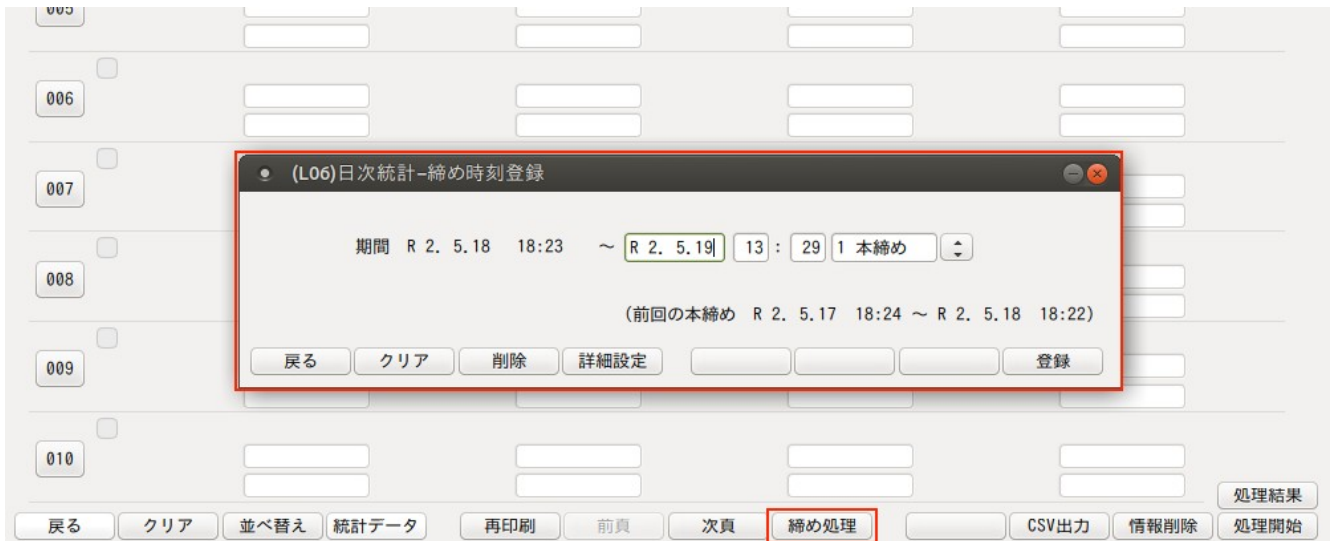 005
006
007
(L06)日次統計−締め時刻登録
期間 R 2. 5.18 18:23 ~ R 2. 5.19 13 : 29 1 本締め
008
(前回の本締め R 2. 5.17 18:24 ~ R 2. 5.18 18:22)
戻る クリア 削除 詳細設定 登録
009
010
処理結果
戻る クリア 並べ替え 統計データ 再印刷 前頁 次頁 締め処理 CSV出力 情報削除 処理開始